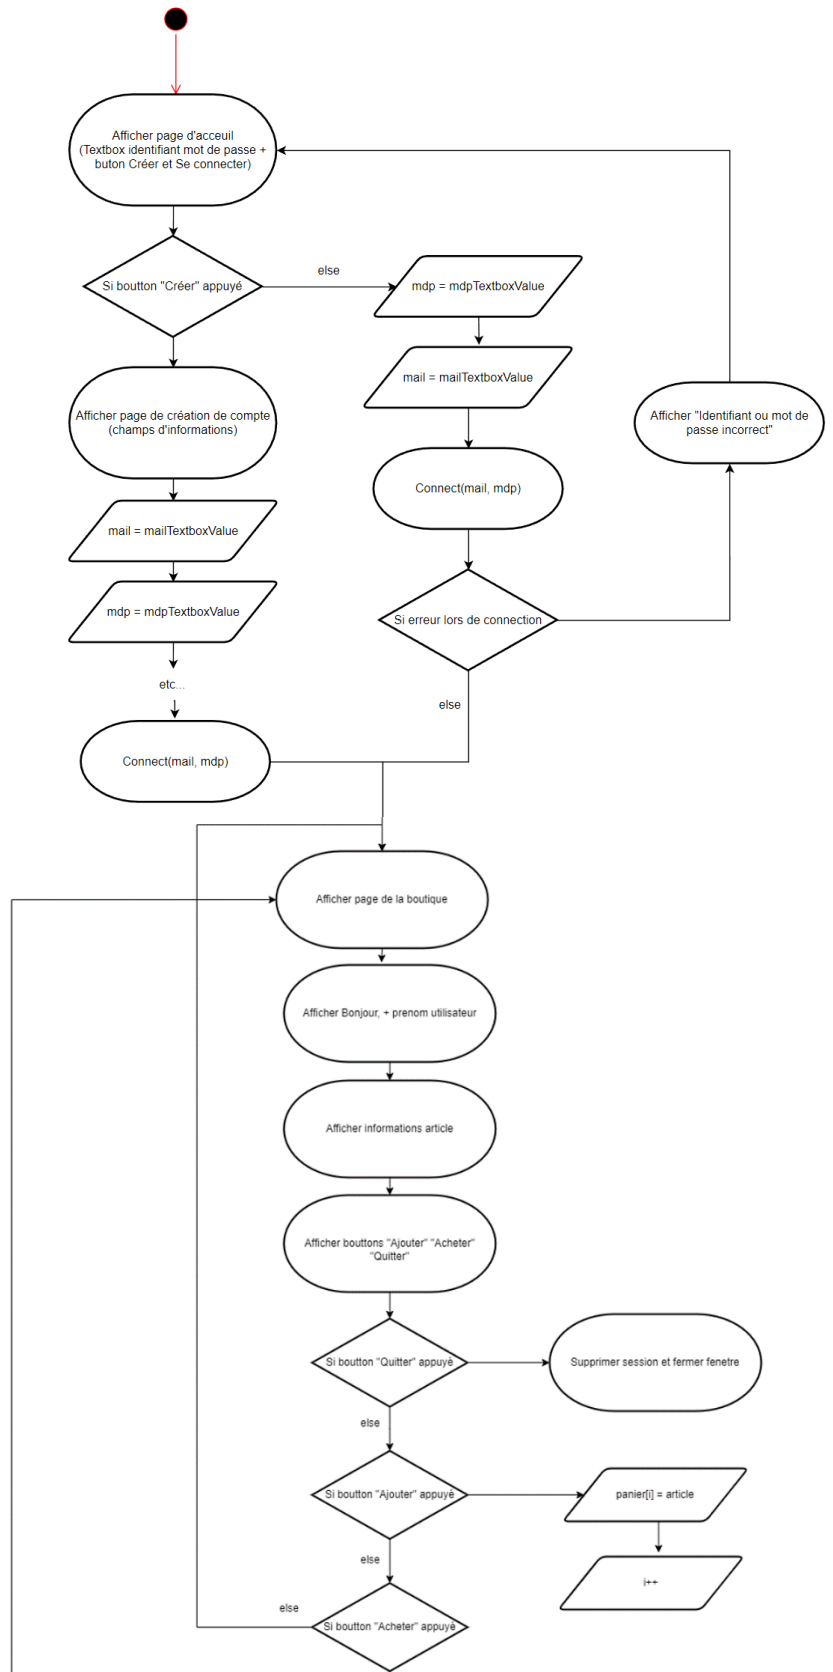 Afficher page d'acceuil
(Textbox identifiant mot de passe +
buton Créer et Se connecter)
Si boutton "Créer" appuyé
else
mdp = mdpTextboxValue
mail = mailTextboxValue
Afficher page de création de compte
(champs d'informations)
Afficher "Identifiant ou mot de
passe incorrect"
Connect(mail, mdp)
mail = mailTextboxValue
mdp = mdpTextboxValue
Si erreur lors de connection
etc...
else
Connect(mail, mdp)
Afficher page de la boutique
Afficher Bonjour, + prenom utilisateur
Afficher informations article
Afficher bouttons "Ajouter" "Acheter"
"Quitter"
Si boutton "Quitter" appuyé
Supprimer session et fermer fenetre
else
Si boutton "Ajouter" appuyé
panier[i] = article
else
i++
else
Si boutton "Acheter" appuyé